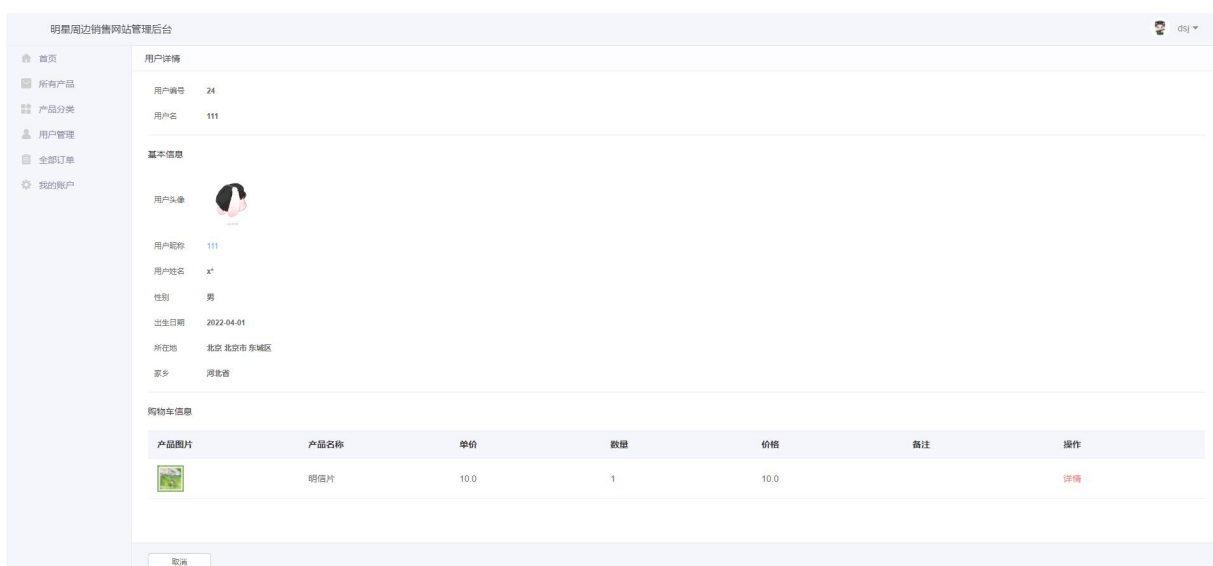 明星周边销售网站管理后台
dsj
首页
用户详情
所有产品
产品分类
用户管理
全部订单
我的账户
用户编号 24
用户名 111
基本信息
用户头像
用户昵称 111
用户姓名 x*
性别 男
出生日期 2022-04-01
所在地 北京 北京市 东城区
家乡 河北省
购物车信息
产品图片 产品名称 单价 数量 价格 备注 操作
明信片 10.0 1 10.0 详情
取消